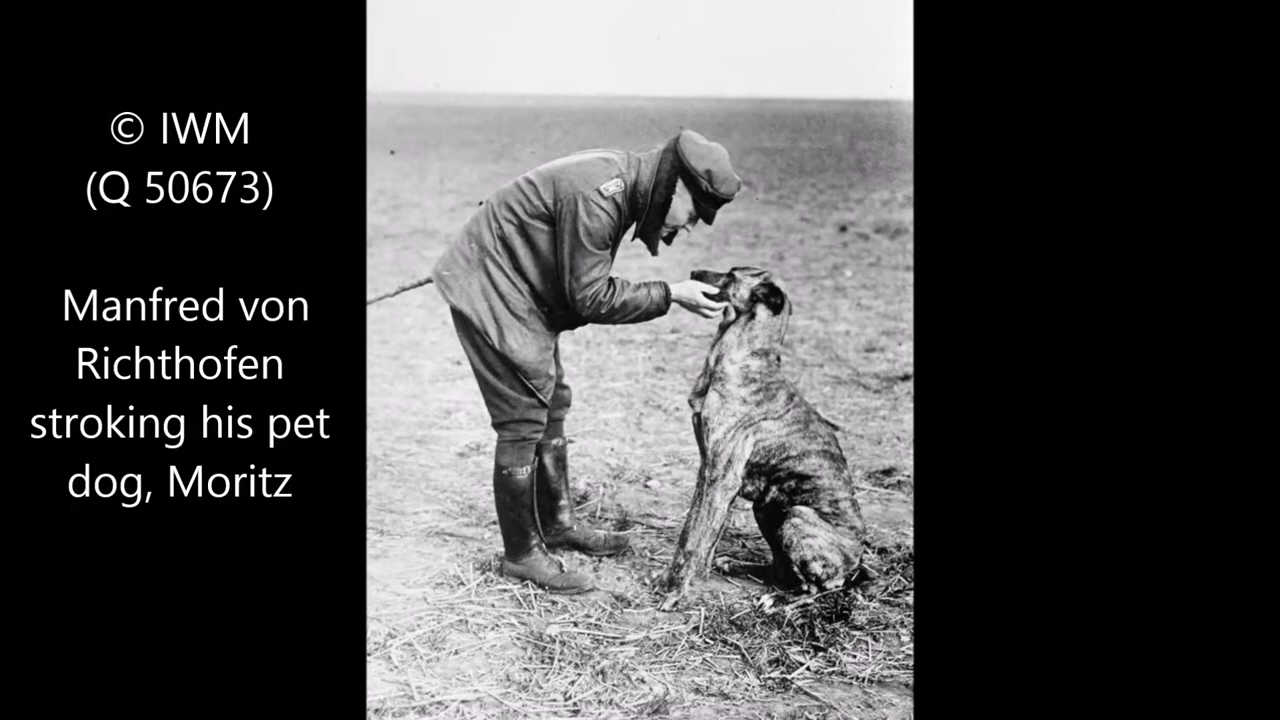 © IWM
(Q 50673)
Manfred von
Richthofen
stroking his pet
dog, Moritz